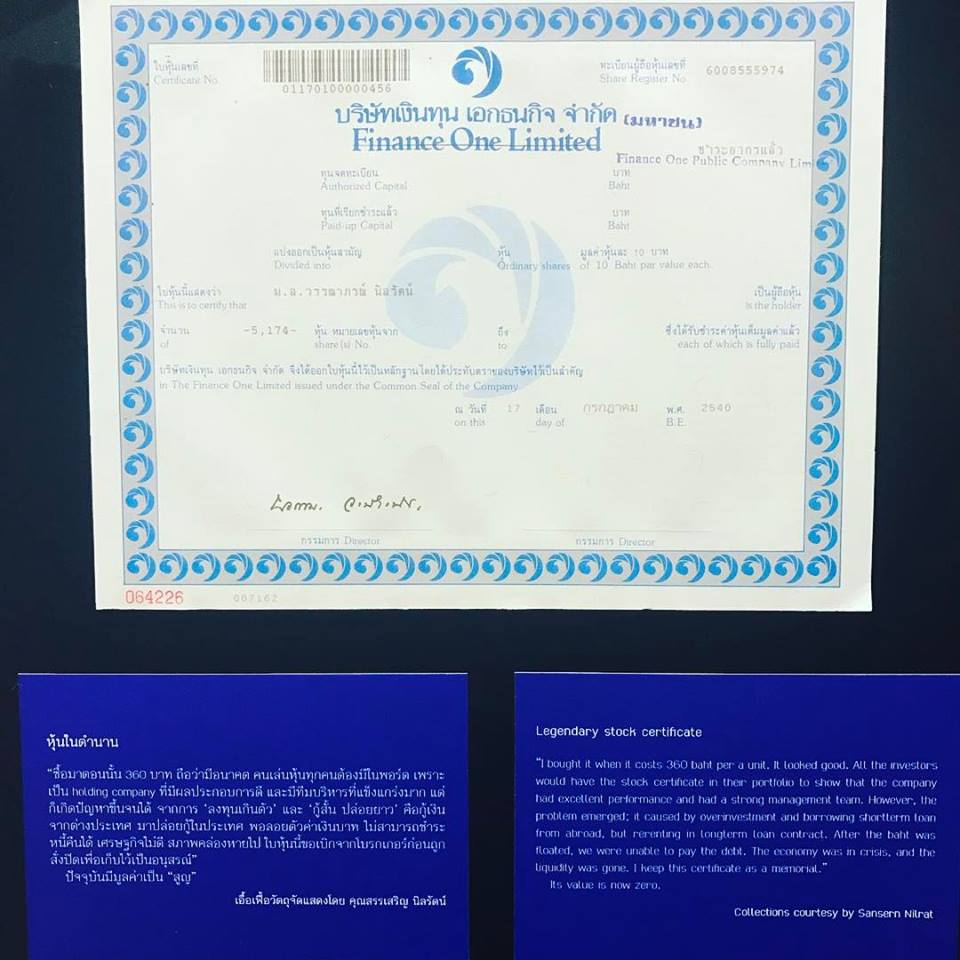 ใบหุ้นเลขที่
Certificate No.
01170100000456
ทะเบียนผู้ถือหุ้นเลขที่
Share Register No.
6008555974
บริษัทเงินทุน เอกธนกิจ จำกัด (มหาชน)
Finance One Limited
ชำระอากรแล้ว
Finance One Public Company Lim
ทุนจดทะเบียน บาท
Authorized Capital Baht
ทุนที่เรียกชำระแล้ว บาท
Paid-up Capital Baht
แบ่งออกเป็นหุ้นสามัญ หุ้น มูลค่าหุ้นละ 10 บาท
Divided into Ordinary shares of 10 Baht par value each.
ใบหุ้นนี้แสดงว่า ม.ล.วรรณาภรณ์ นิลรัตน์ เป็นผู้ถือหุ้น
This is to certify that is the holder
จำนวน -5,174- หุ้น หมายเลขหุ้นจาก ถึง ซึ่งได้รับชำระค่าหุ้นเต็มมูลค่าแล้ว
of share(s) No. to each of which is fully paid
บริษัทเงินทุน เอกธนกิจ จำกัด จึงได้ออกใบหุ้นนี้ไว้เป็นหลักฐานโดยได้ประทับตราของบริษัทไว้เป็นสำคัญ
in The Finance One Limited issued under the Common Seal of the Company
ณ วันที่ 17 เดือน กรกฎาคม พ.ศ. 2540
on this day of B.E.
กรรมการ Director กรรมการ Director
064226 007162
หุ้นในตำนาน
“ซื้อมาตอนนั้น 360 บาท ถือว่ามีอนาคต คนเล่นหุ้นทุกคนต้องมีในพอร์ต เพราะ
เป็น holding company ที่มีผลประกอบการดี และมีทีมบริหารที่แข็งแกร่งมาก แต่
ก็เกิดปัญหาขึ้นจนได้ จากการ ‘ลงทุนเกินตัว’ และ ‘กู้สั้น ปล่อยยาว’ คือกู้เงิน
จากต่างประเทศ มาปล่อยกู้ในประเทศ พอลอยตัวค่าเงินบาท ไม่สามารถชำระ
หนี้คืนได้ เศรษฐกิจไม่ดี สภาพคล่องหายไป ใบหุ้นนี้ขอเบิกจากโบรกเกอร์ก่อนถูก
สั่งปิดเพื่อเก็บไว้เป็นอนุสรณ์”
ปัจจุบันมีมูลค่าเป็น “สูญ”
เอื้อเฟื้อวัตถุจัดแสดงโดย คุณสรรเสริญ นิลรัตน์
Legendary stock certificate
“I bought it when it costs 360 baht per a unit. It looked good. All the investors
would have the stock certificate in their portfolio to show that the company
had excellent performance and had a strong management team. However, the
problem emerged; it caused by overinvestment and borrowing shortterm loan
from abroad, but rerenting in longterm loan contract. After the baht was
floated, we were unable to pay the debt. The economy was in crisis, and the
liquidity was gone. I keep this certificate as a memorial.”
Its value is now zero.
Collections courtesy by Sansern Nilrat